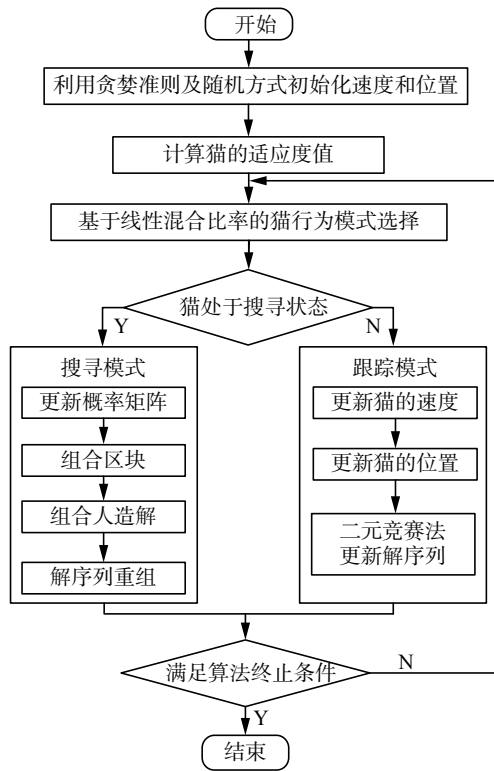 开始
利用贪婪准则及随机方式初始化速度和位置
计算猫的适应度值
基于线性混合比率的猫行为模式选择
猫处于搜寻状态
Y
N
搜寻模式
更新概率矩阵
组合区块
组合人造解
解序列重组
跟踪模式
更新猫的速度
更新猫的位置
二元竞赛法
更新解序列
满足算法终止条件
N
Y
结束